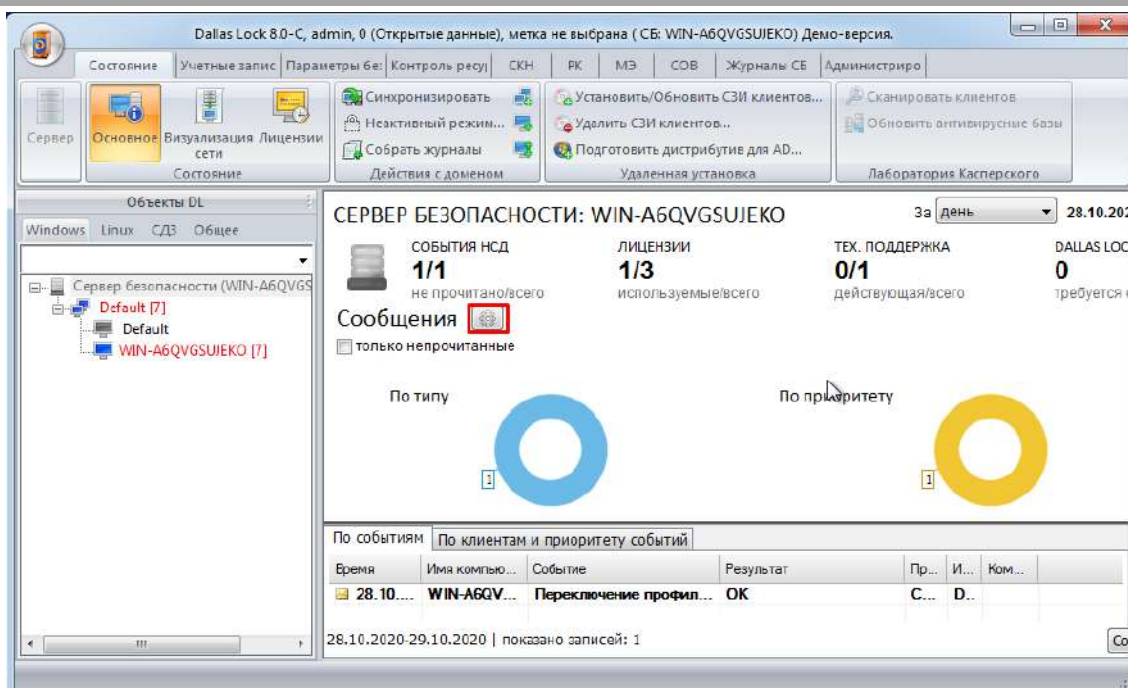 Dallas Lock 8.0-C, admin, 0 (Открытые данные), метка не выбрана ( СБ: WIN-A6QVGSUJEKO) Демо-версия.
Состояние Учетные запис Параметры бе: Контроль ресу СКН РК МЭ СОВ Журналы СБ Администриро
Сервер
Основное Визуализация сети Лицензии
Состояние
Синхронизировать
Неактивный режим...
Собрать журналы
Действия с доменом
Установить/Обновить СЗИ клиентов...
Удалить СЗИ клиентов...
Подготовить дистрибутив для AD...
Удаленная установка
Сканировать клиентов
Обновить антивирусные базы
Лаборатория Касперского
Объекты DL
Windows Linux СДЗ Общее
Сервер безопасности (WIN-A6QVGS
Default [7]
Default
WIN-A6QVGSUJEKO [7]
СЕРВЕР БЕЗОПАСНОСТИ: WIN-A6QVGSUJEKO
За день 28.10.202
СОБЫТИЯ НСД ЛИЦЕНЗИИ ТЕХ. ПОДДЕРЖКА DALLAS LOC
1/1 1/3 0/1 0
не прочитано/всего используемые/всего действующая/всего требуется
Сообщения
только непрочитанные
По типу По приоритету
1 1
По событиям По клиентам и приоритету событий
Время Имя компью... Событие Результат Пр... И... Ком...
28.10.... WIN-A6QV... Переключение профил... OK С... D...
28.10.2020-29.10.2020 | показано записей: 1
Со